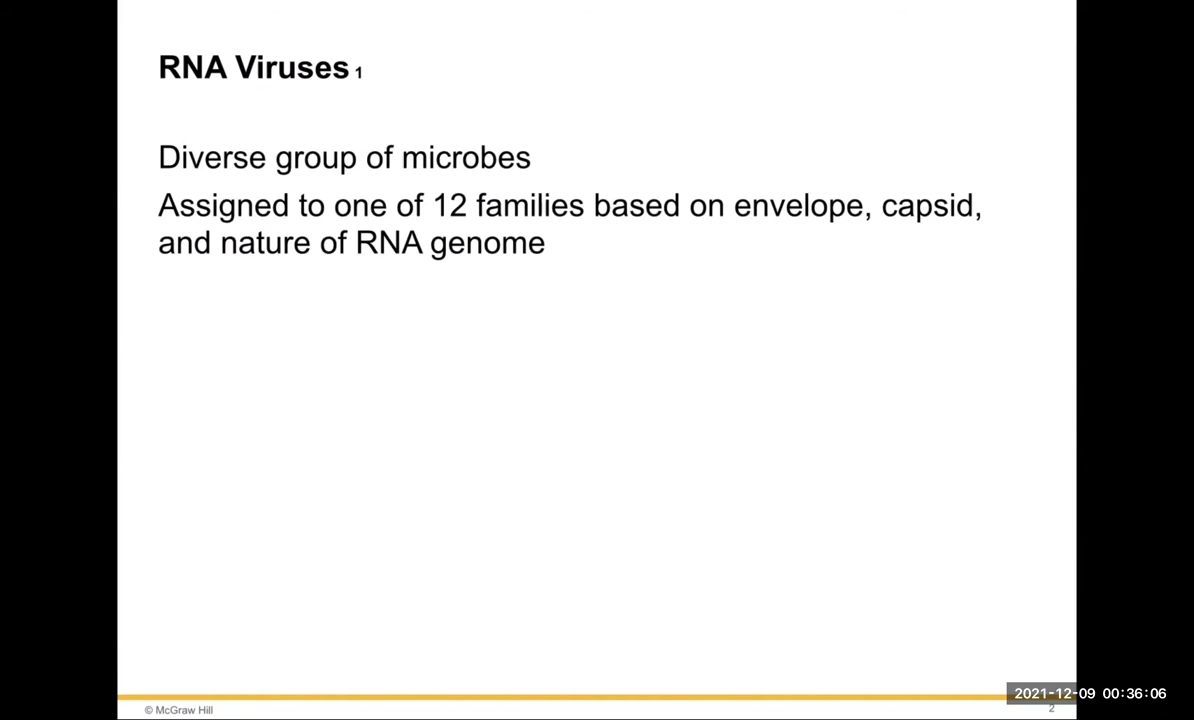 RNA Viruses 1
Diverse group of microbes
Assigned to one of 12 families based on envelope, capsid,
and nature of RNA genome
© McGraw Hill
2021-12-09 00:36:06
2